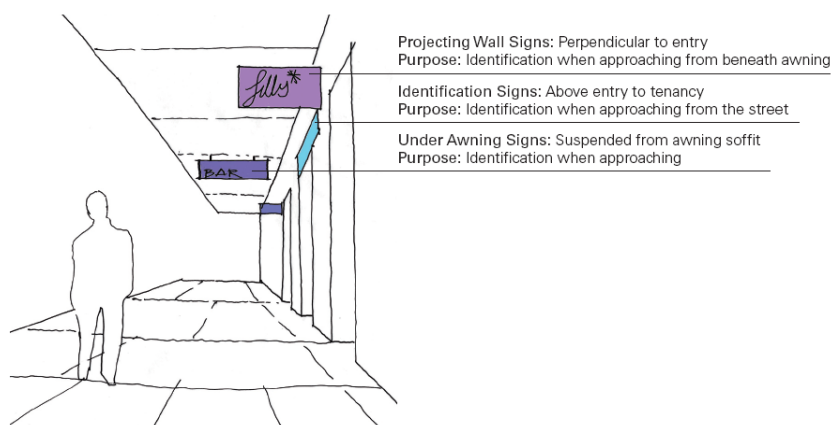 Projecting Wall Signs: Perpendicular to entry
Purpose: Identification when approaching from beneath awning
Identification Signs: Above entry to tenancy
Purpose: Identification when approaching from the street
Under Awning Signs: Suspended from awning soffit
Purpose: Identification when approaching
BAR